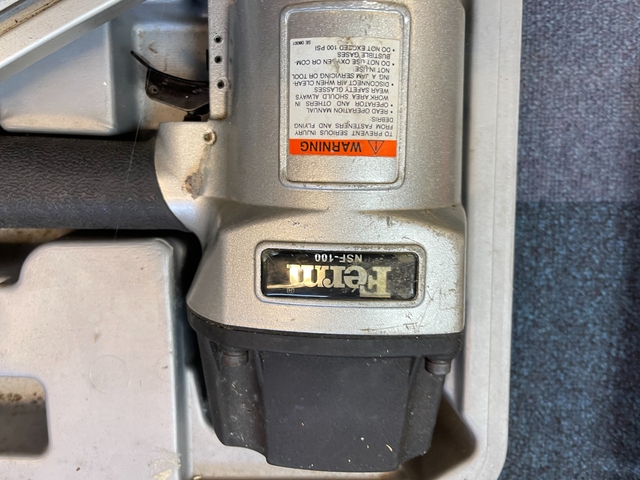 WARNING
TO PREVENT SERIOUS INJURY
FROM FASTENERS AND FLYING
DEBRIS
• READ OPERATION MANUAL
• OPERATOR AND OTHERS IN
WORK AREA SHOULD ALWAYS
WEAR SAFETY GLASSES
• DISCONNECT AIR WHEN CLEAR-
ING A JAM SERVICING OR TOOL
NOT IN USE.
• DO NOT USE OXYGEN OR COM-
BUSTIBLE GASES
• DO NOT EXCEED 100 PSI
Ferm
NSF-100